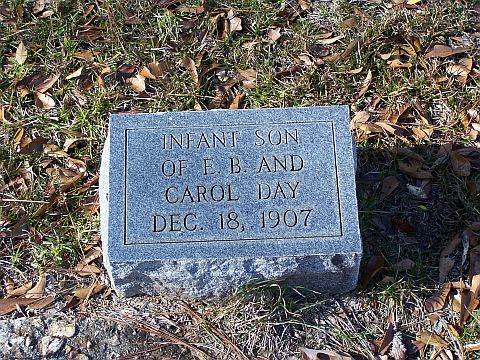 INFANT SON
OF E. B. AND
CAROL DAY
DEC. 18, 1907